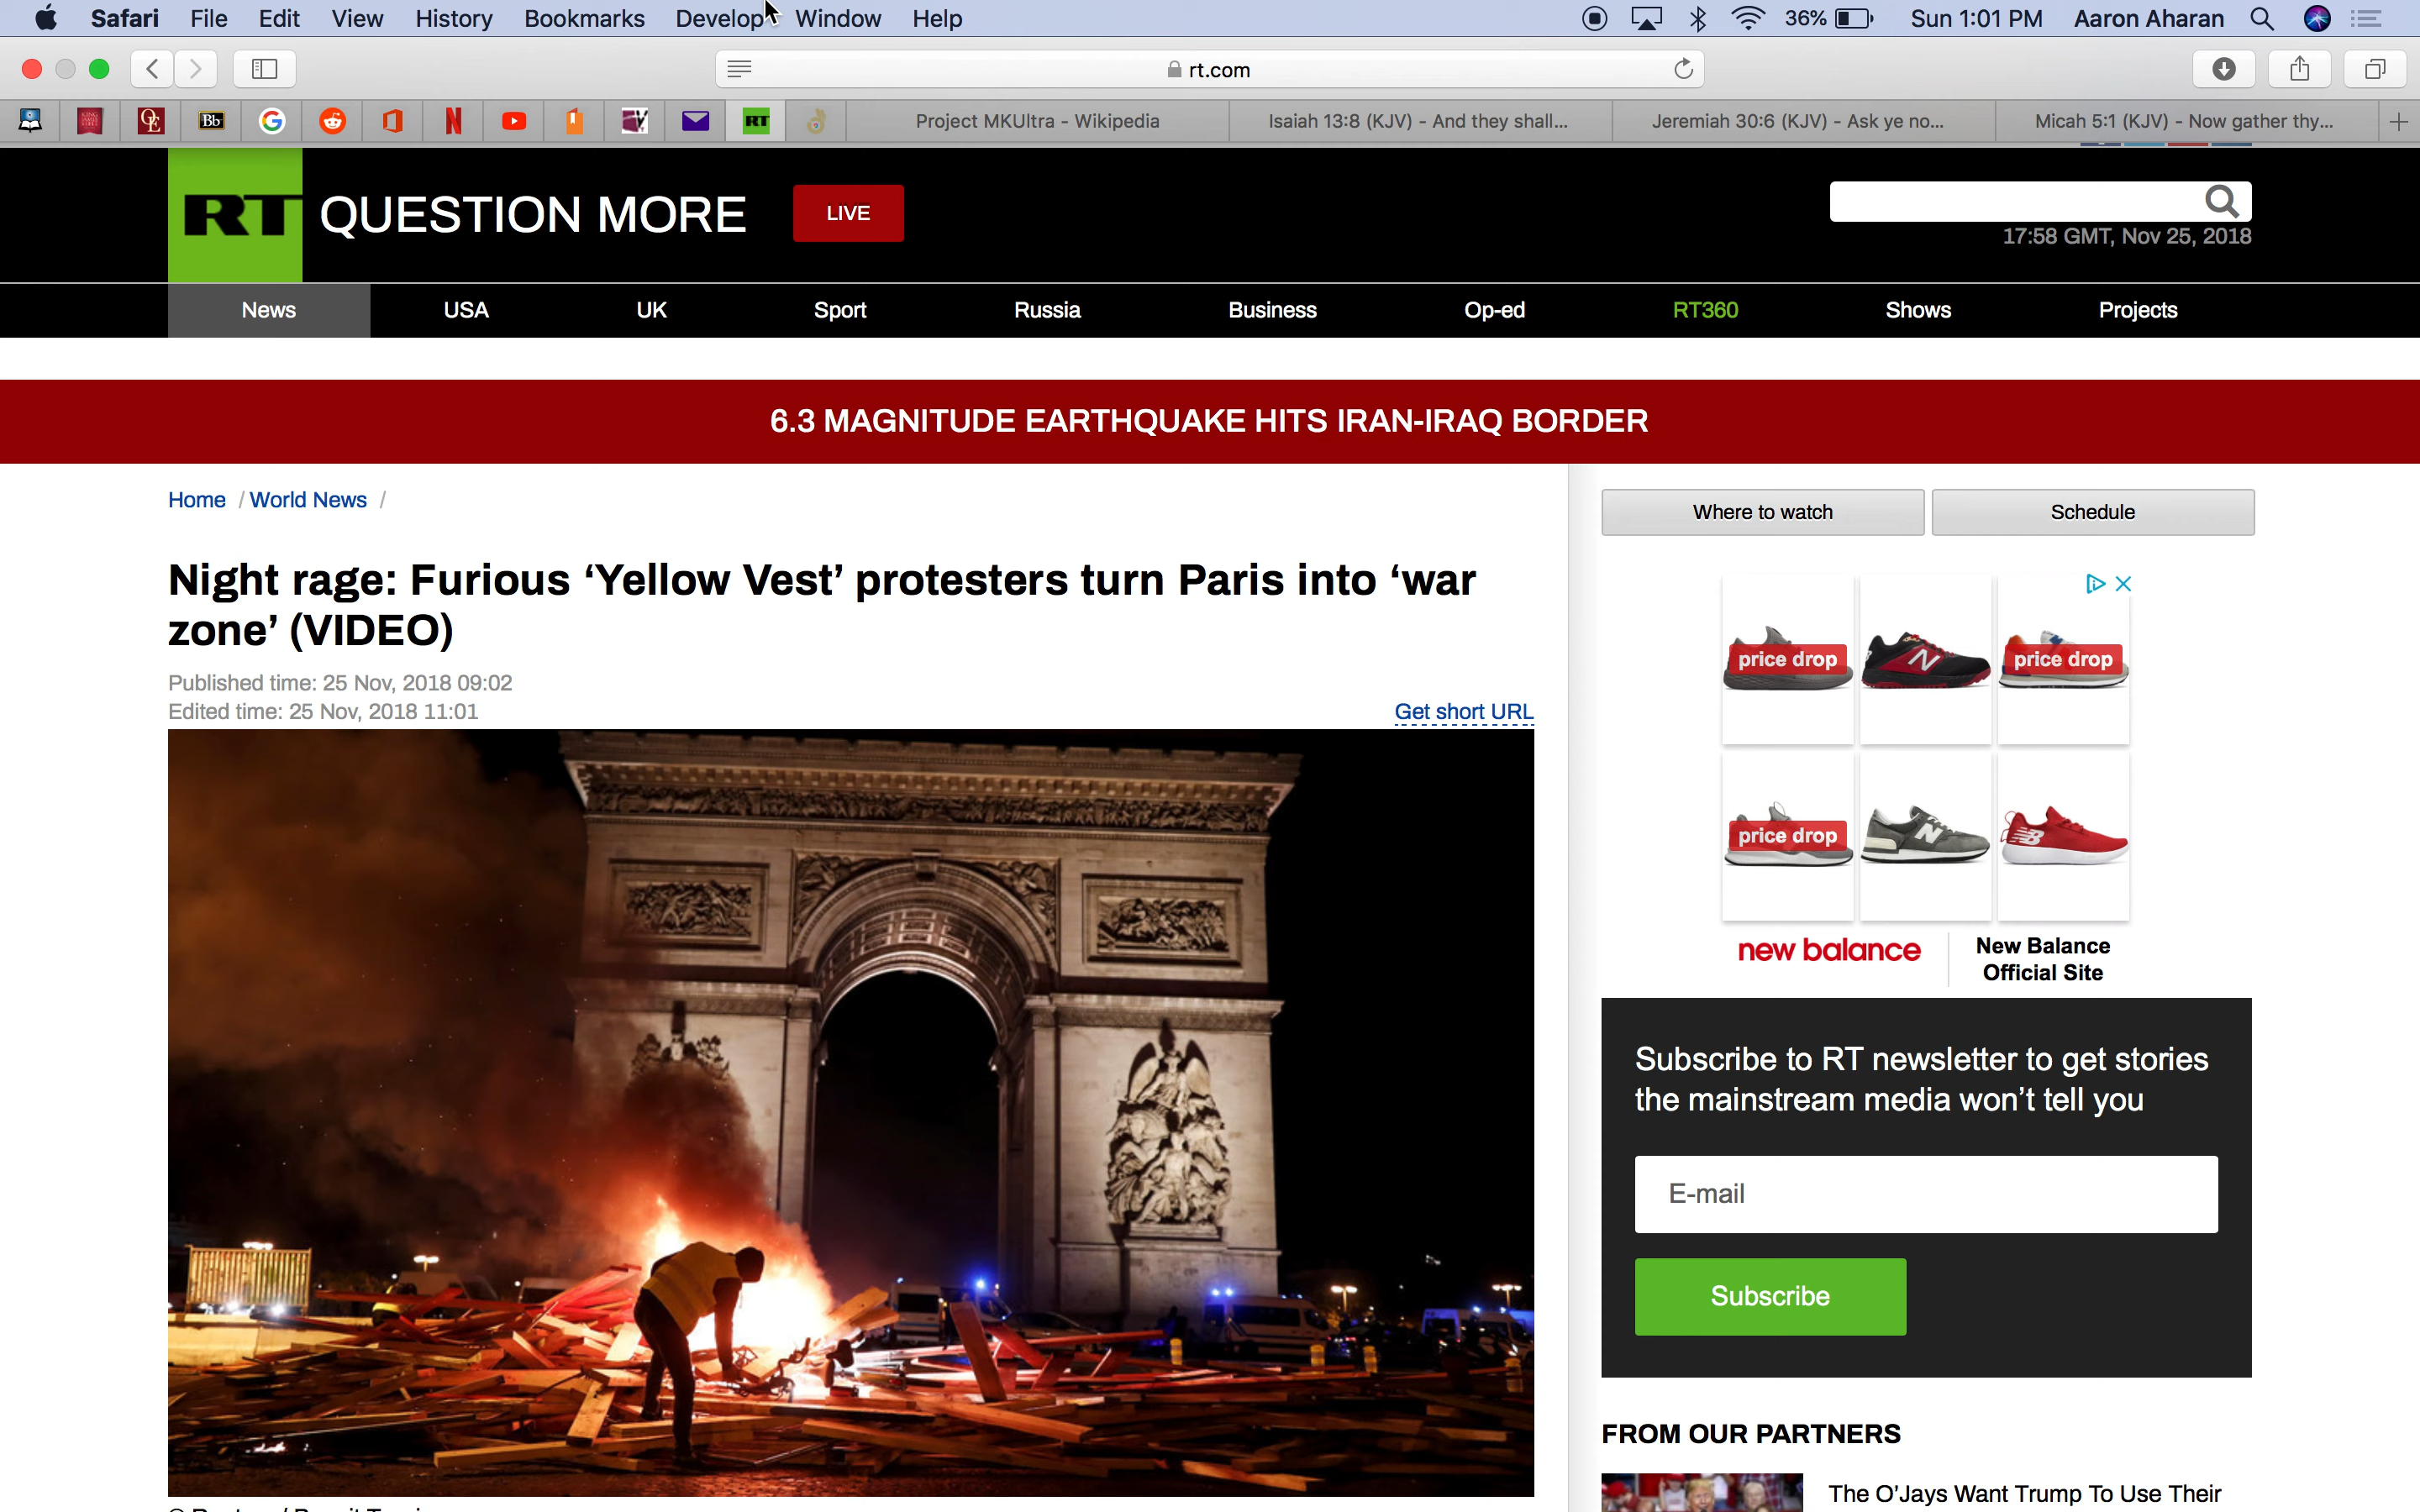 Safari File Edit View History Bookmarks Develop Window Help 36% Sun 1:01 PM Aaron Aharan
rt.com
Bb RT Project MKUltra - Wikipedia Isaiah 13:8 (KJV) - And they shall... Jeremiah 30:6 (KJV) - Ask ye no... Micah 5:1 (KJV) - Now gather thy...
RT QUESTION MORE LIVE
17:58 GMT, Nov 25, 2018
News USA UK Sport Russia Business Op-ed RT360 Shows Projects
6.3 MAGNITUDE EARTHQUAKE HITS IRAN-IRAQ BORDER
Home / World News /
Night rage: Furious ‘Yellow Vest’ protesters turn Paris into ‘war
zone’ (VIDEO)
Published time: 25 Nov, 2018 09:02
Edited time: 25 Nov, 2018 11:01
Get short URL
Where to watch Schedule
price drop price drop
price drop
new balance
New Balance
Official Site
Subscribe to RT newsletter to get stories
the mainstream media won’t tell you
E-mail
Subscribe
FROM OUR PARTNERS
The O’Jays Want Trump To Use Their